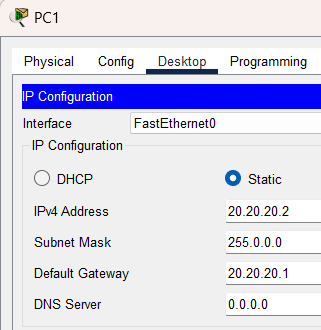 PC1
Physical Config Desktop Programming
IP Configuration
Interface FastEthernet0
IP Configuration
DHCP Static
IPv4 Address 20.20.20.2
Subnet Mask 255.0.0.0
Default Gateway 20.20.20.1
DNS Server 0.0.0.0